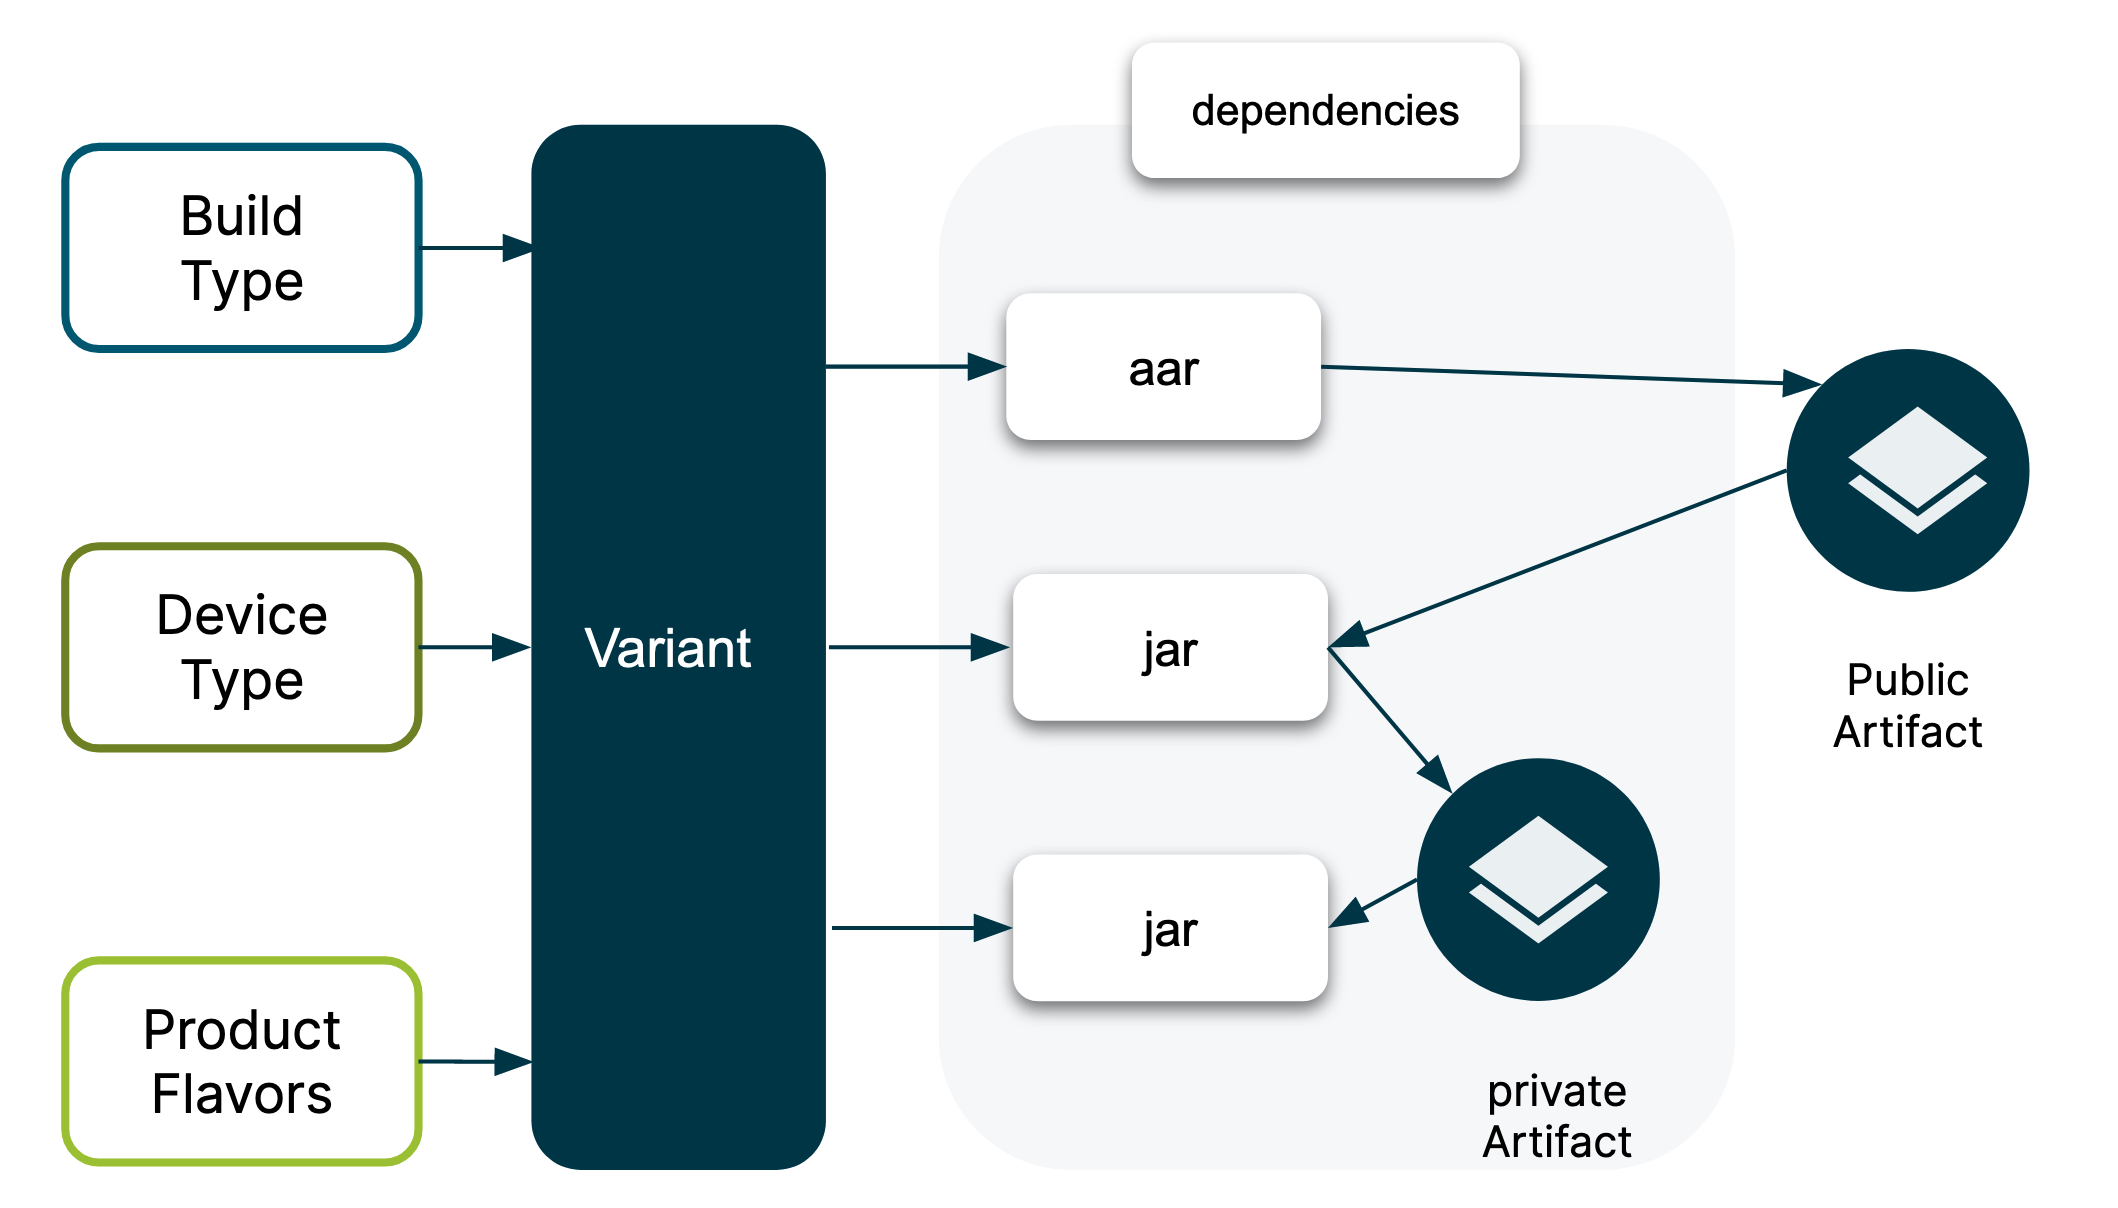 dependencies
Build
Type
aar
Device
Type
Variant
jar
Public
Artifact
jar
Product
Flavors
private
Artifact